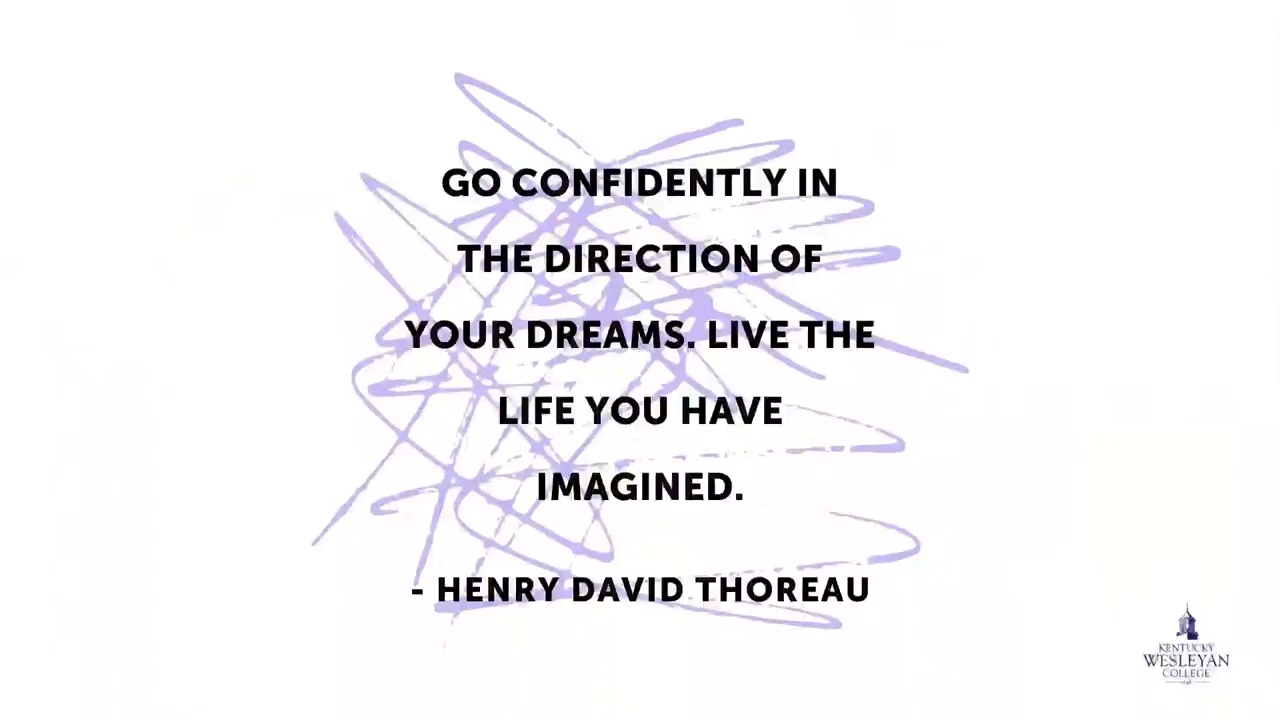 GO CONFIDENTLY IN
THE DIRECTION OF
YOUR DREAMS. LIVE THE
LIFE YOU HAVE
IMAGINED.
- HENRY DAVID THOREAU
KENTUCKY
WESLEYAN
COLLEGE